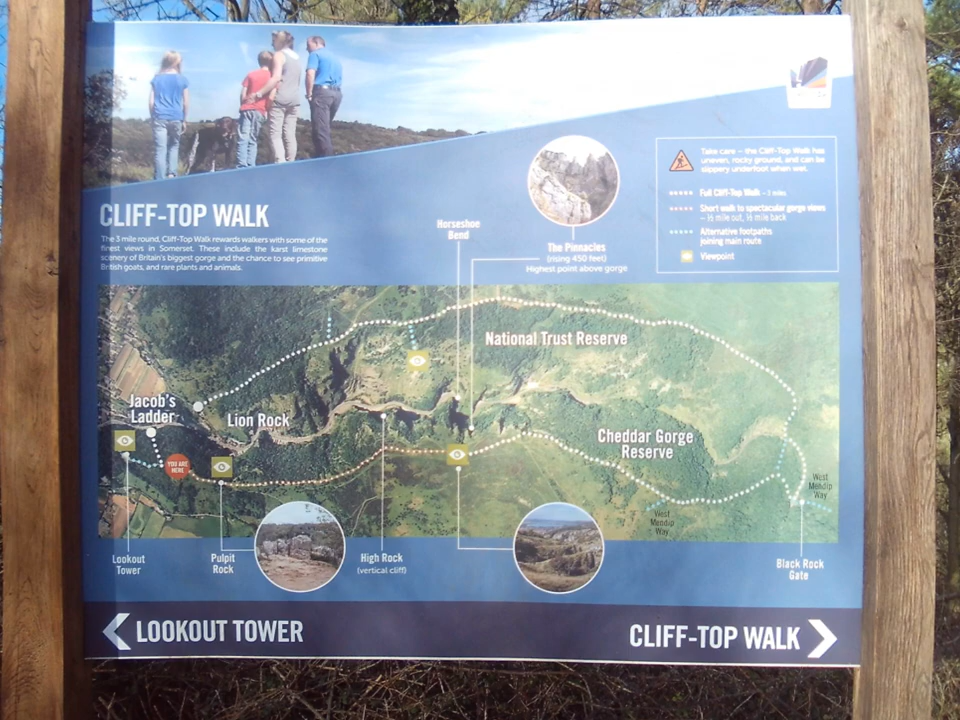 CLIFF-TOP WALK
The 3 mile round, Cliff-Top Walk rewards walkers with some of the
finest views in Somerset. These include the karst limestone
scenery of Britain's biggest gorge and the chance to see primitive
British goats, and rare plants and animals.
Horseshoe
Bend
The Pinnacles
(rising 450 feet)
Highest point above gorge
Take care – the Cliff-Top Walk has
uneven, rocky ground, and can be
slippery underfoot when wet.
Full Cliff-Top Walk – 3 miles
Short walk to spectacular gorge views
– ½ mile out, ½ mile back
Alternative footpaths
joining main route
Viewpoint
National Trust Reserve
Jacob's
Ladder
Lion Rock
Cheddar Gorge
Reserve
YOU ARE
HERE
West
Mendip
Way
West
Mendip
Way
Lookout
Tower
Pulpit
Rock
High Rock
(vertical cliff)
Black Rock
Gate
LOOKOUT TOWER
CLIFF-TOP WALK